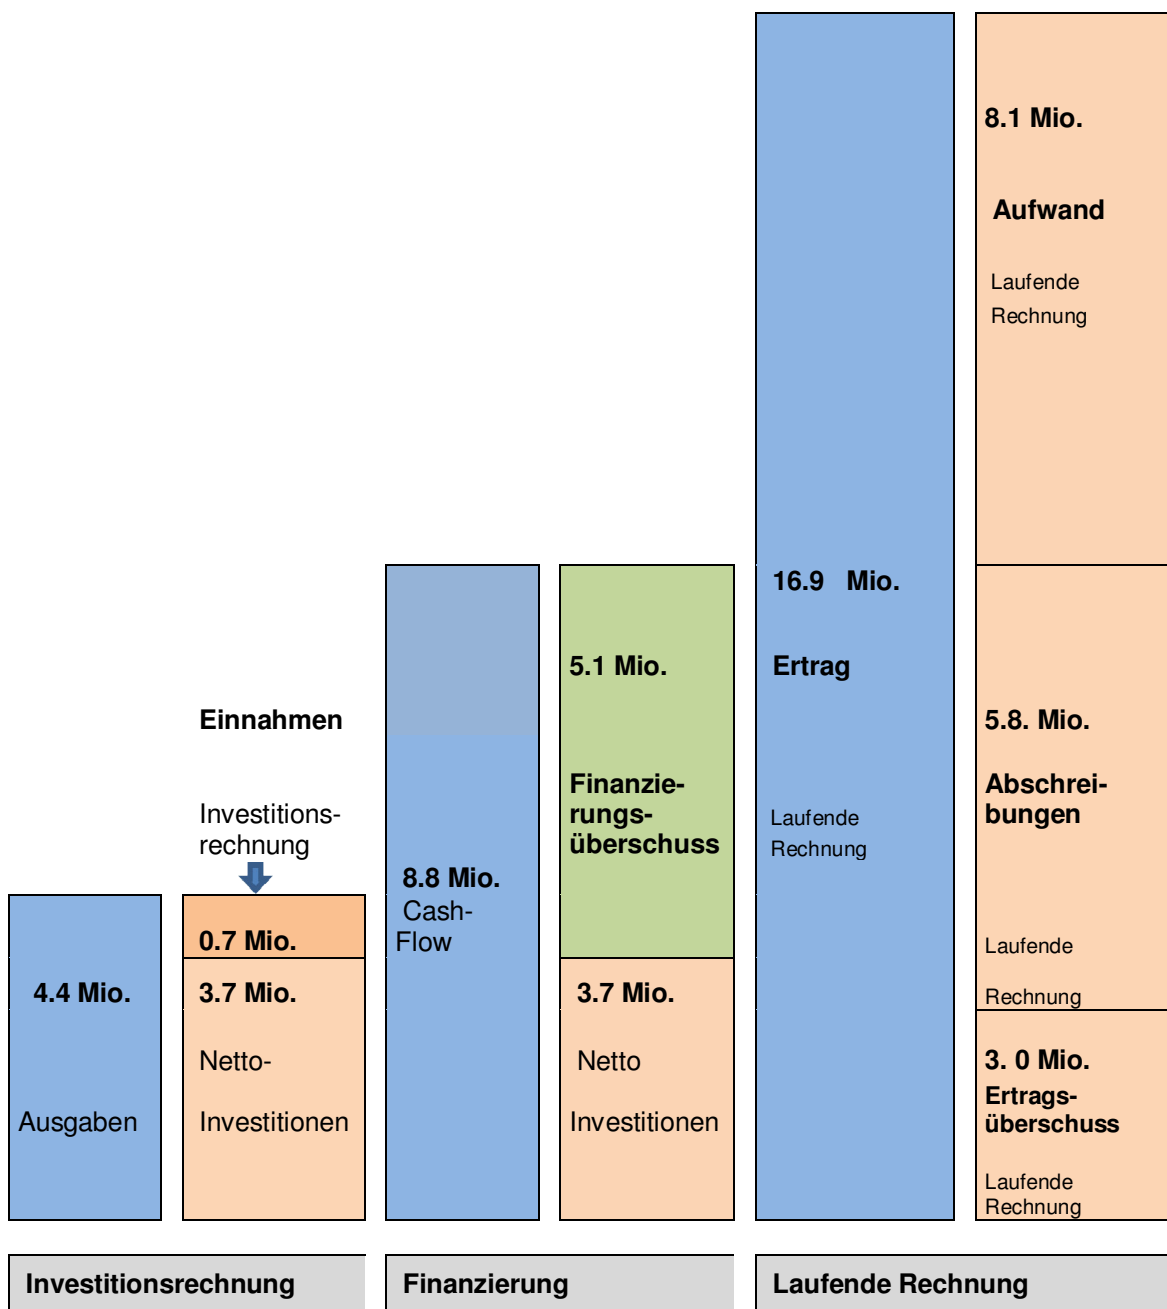 Einnahmen
Investitions-
rechnung
4.4 Mio.
Ausgaben
0.7 Mio.
3.7 Mio.
Netto-
Investitionen
8.8 Mio.
Cash-
Flow
5.1 Mio.
Finanzie-
rungs-
überschuss
3.7 Mio.
Netto
Investitionen
16.9 Mio.
Ertrag
Laufende
Rechnung
8.1 Mio.
Aufwand
Laufende
Rechnung
5.8. Mio.
Abschrei-
bungen
Laufende
Rechnung
3. 0 Mio.
Ertrags-
überschuss
Laufende
Rechnung
Investitionsrechnung
Finanzierung
Laufende Rechnung